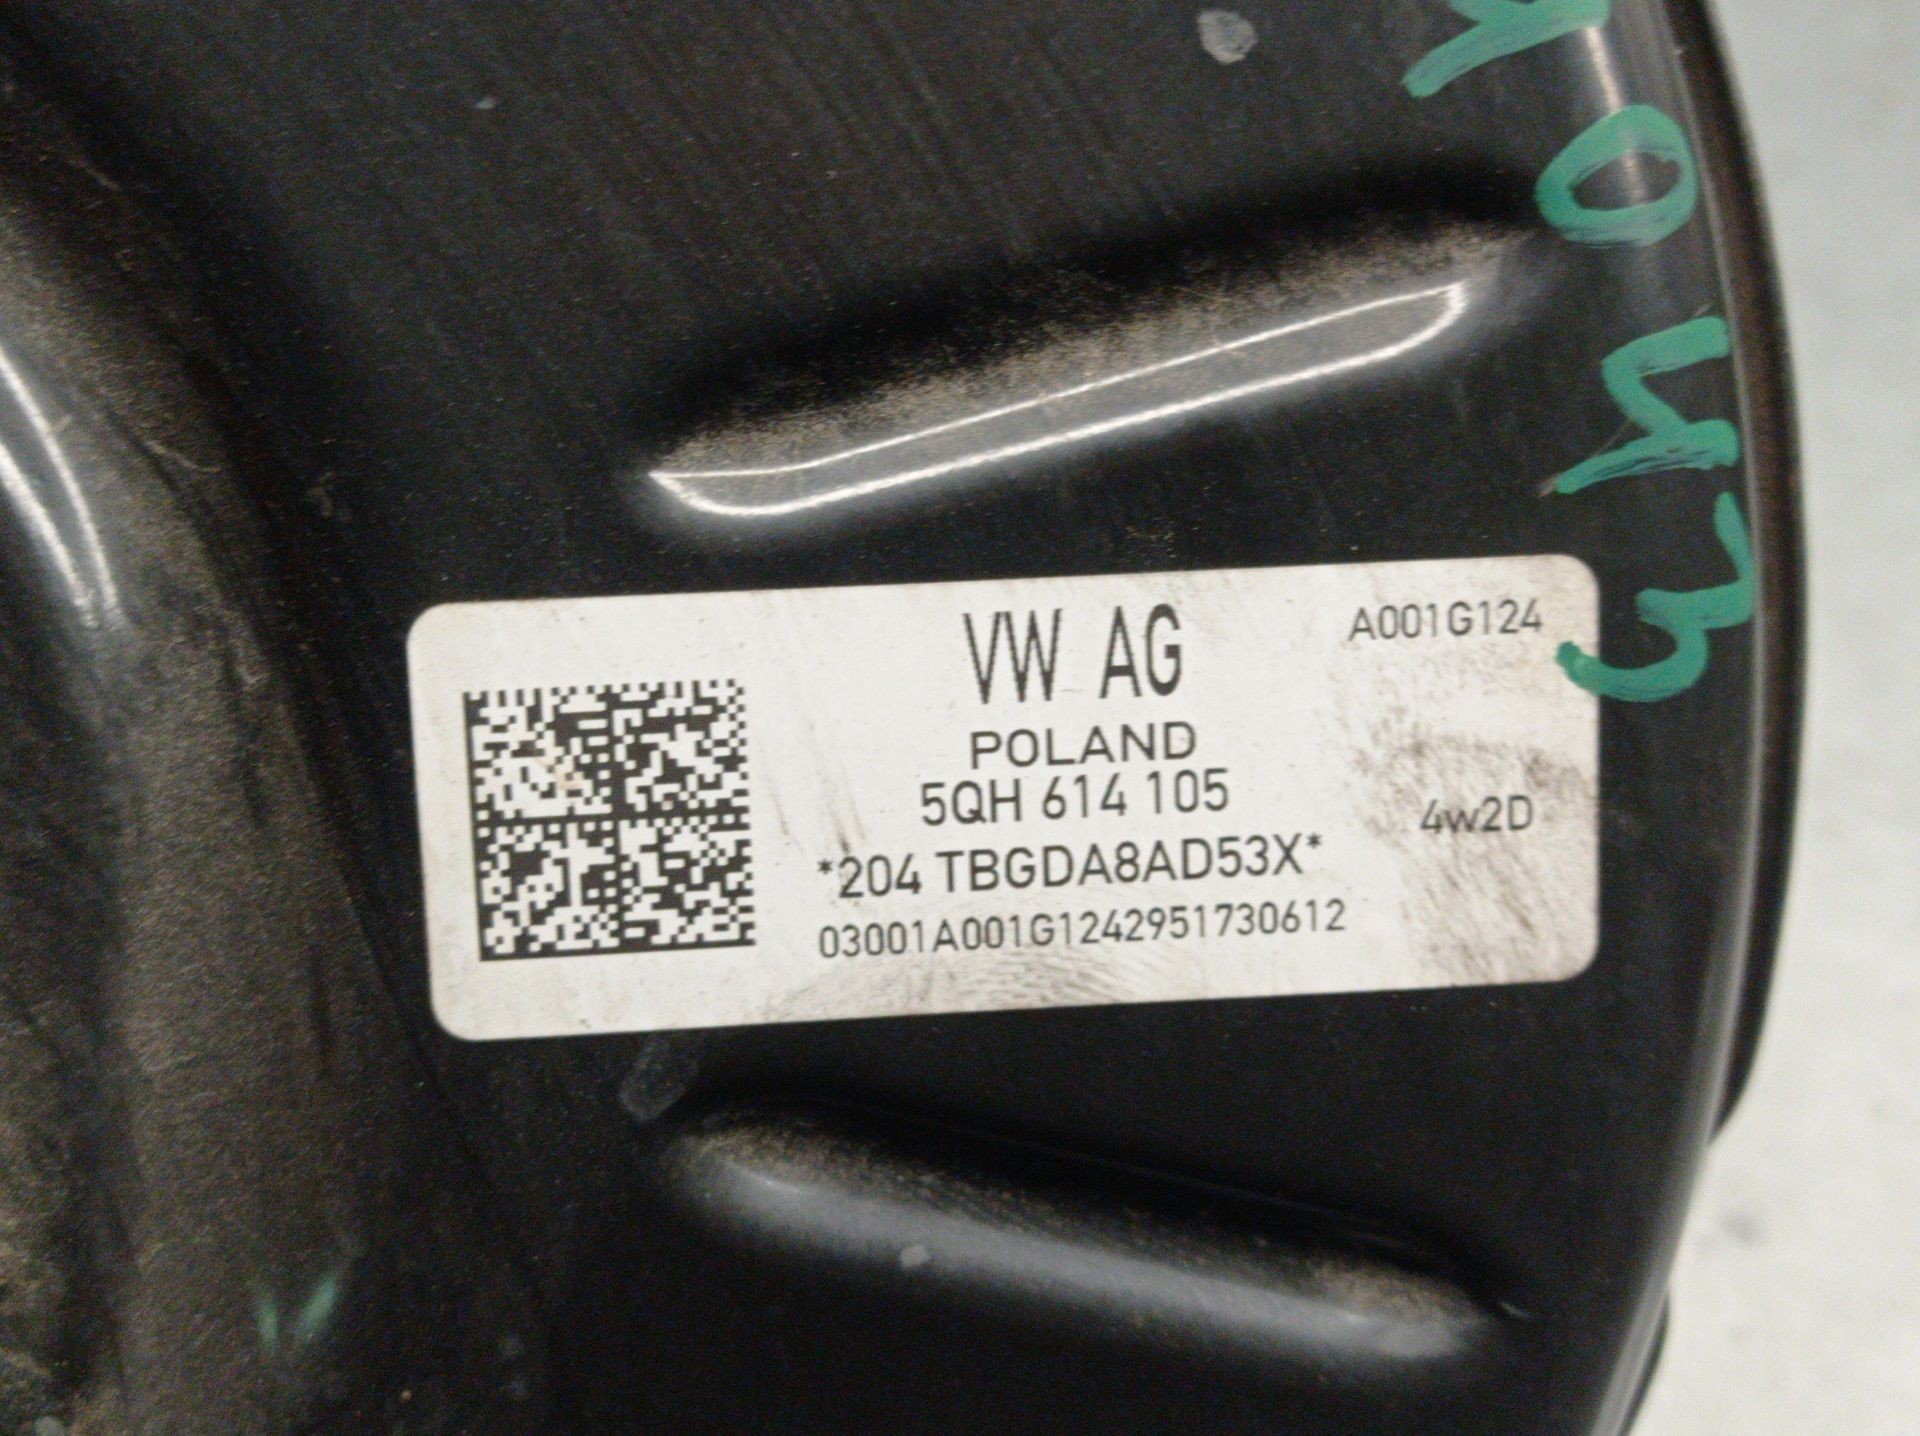 VW AG
A001G124
POLAND
5QH 614 105
4W2D
*204 TBGDA8AD53X*
03001A001G1242951730612